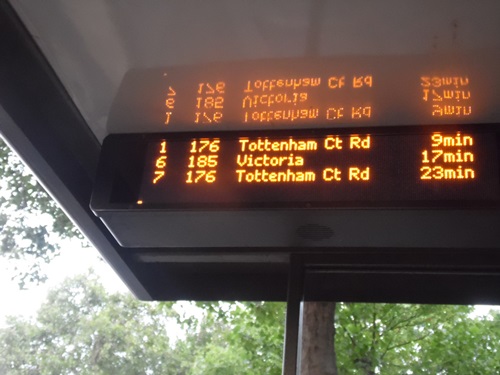 1 176 Tottenham Ct Rd 9min
6 185 Victoria 17min
7 176 Tottenham Ct Rd 23min